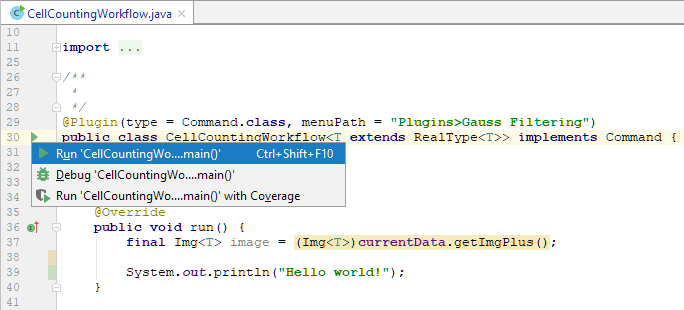 CellCountingWorkflow.java ×
10
11 import ...
25
26 /**
27 *
28 */
29 @Plugin(type = Command.class, menuPath = "Plugins>Gauss Filtering")
30 public class CellCountingWorkflow<T extends RealType<T>> implements Command {
31 Run 'CellCountingWo....main()' Ctrl+Shift+F10
32 Debug 'CellCountingWo....main()'
Run 'CellCountingWo....main()' with Coverage
35 @Override
36 public void run() {
37 final Img<T> image = (Img<T>)currentData.getImgPlus();
38
39 System.out.println("Hello world!");
40 }
41